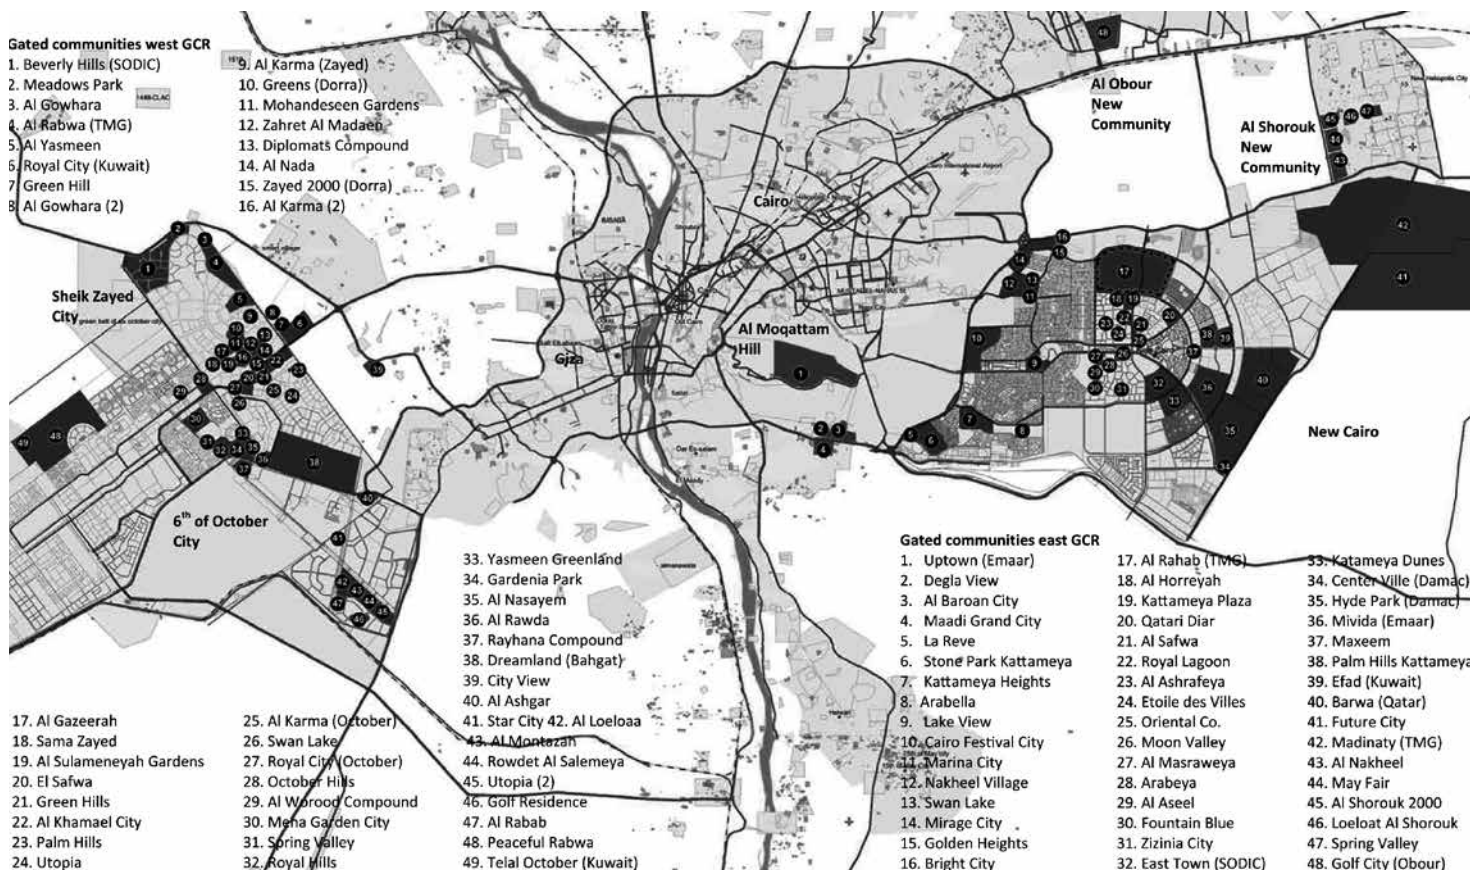 Gated communities west GCR
1. Beverly Hills (SODIC)
2. Meadows Park
3. Al Gowhara
4. Al Rabwa (TMG)
5. Al Yasmeen
6. Royal City (Kuwait)
7. Green Hill
8. Al Gowhara (2)
9. Al Karma (Zayed)
10. Greens (Dorra))
11. Mohandeseen Gardens
12. Zahret Al Madaen
13. Diplomats Compound
14. Al Nada
15. Zayed 2000 (Dorra)
16. Al Karma (2)
Al Obour
New
Community
Al Shorouk
New
Community
Cairo
Sheik Zayed
City
Al Moqattam
Hill
Giza
New Cairo
6th of October
City
17. Al Gazeerah
18. Sama Zayed
19. Al Sulameneyah Gardens
20. El Safwa
21. Green Hills
22. Al Khamael City
23. Palm Hills
24. Utopia
25. Al Karma (October)
26. Swan Lake
27. Royal City (October)
28. October Hills
29. Al Worood Compound
30. Mena Garden City
31. Spring Valley
32. Royal Hills
33. Yasmeen Greenland
34. Gardenia Park
35. Al Nasayem
36. Al Rawda
37. Rayhana Compound
38. Dreamland (Bahgat)
39. City View
40. Al Ashgar
41. Star City 42. Al Loeloaa
43. Al Montazah
44. Rowdet Al Salemeya
45. Utopia (2)
46. Golf Residence
47. Al Rabab
48. Peaceful Rabwa
49. Telal October (Kuwait)
Gated communities east GCR
1. Uptown (Emaar)
2. Degla View
3. Al Baroan City
4. Maadi Grand City
5. La Reve
6. Stone Park Kattameya
7. Kattameya Heights
8. Arabella
9. Lake View
10. Cairo Festival City
11. Marina City
12. Nakheel Village
13. Swan Lake
14. Mirage City
15. Golden Heights
16. Bright City
17. Al Rahab (TMG)
18. Al Horreyah
19. Kattameya Plaza
20. Qatari Diar
21. Al Safwa
22. Royal Lagoon
23. Al Ashrafeya
24. Etoile des Villes
25. Oriental Co.
26. Moon Valley
27. Al Masraweya
28. Arabeya
29. Al Aseel
30. Fountain Blue
31. Zizinia City
32. East Town (SODIC)
33. Katameya Dunes
34. Center Ville (Damac)
35. Hyde Park (Damac)
36. Mivida (Emaar)
37. Maxeem
38. Palm Hills Kattameya
39. Efad (Kuwait)
40. Barwa (Qatar)
41. Future City
42. Madinaty (TMG)
43. Al Nakheel
44. May Fair
45. Al Shorouk 2000
46. Loeloat Al Shorouk
47. Spring Valley
48. Golf City (Obour)